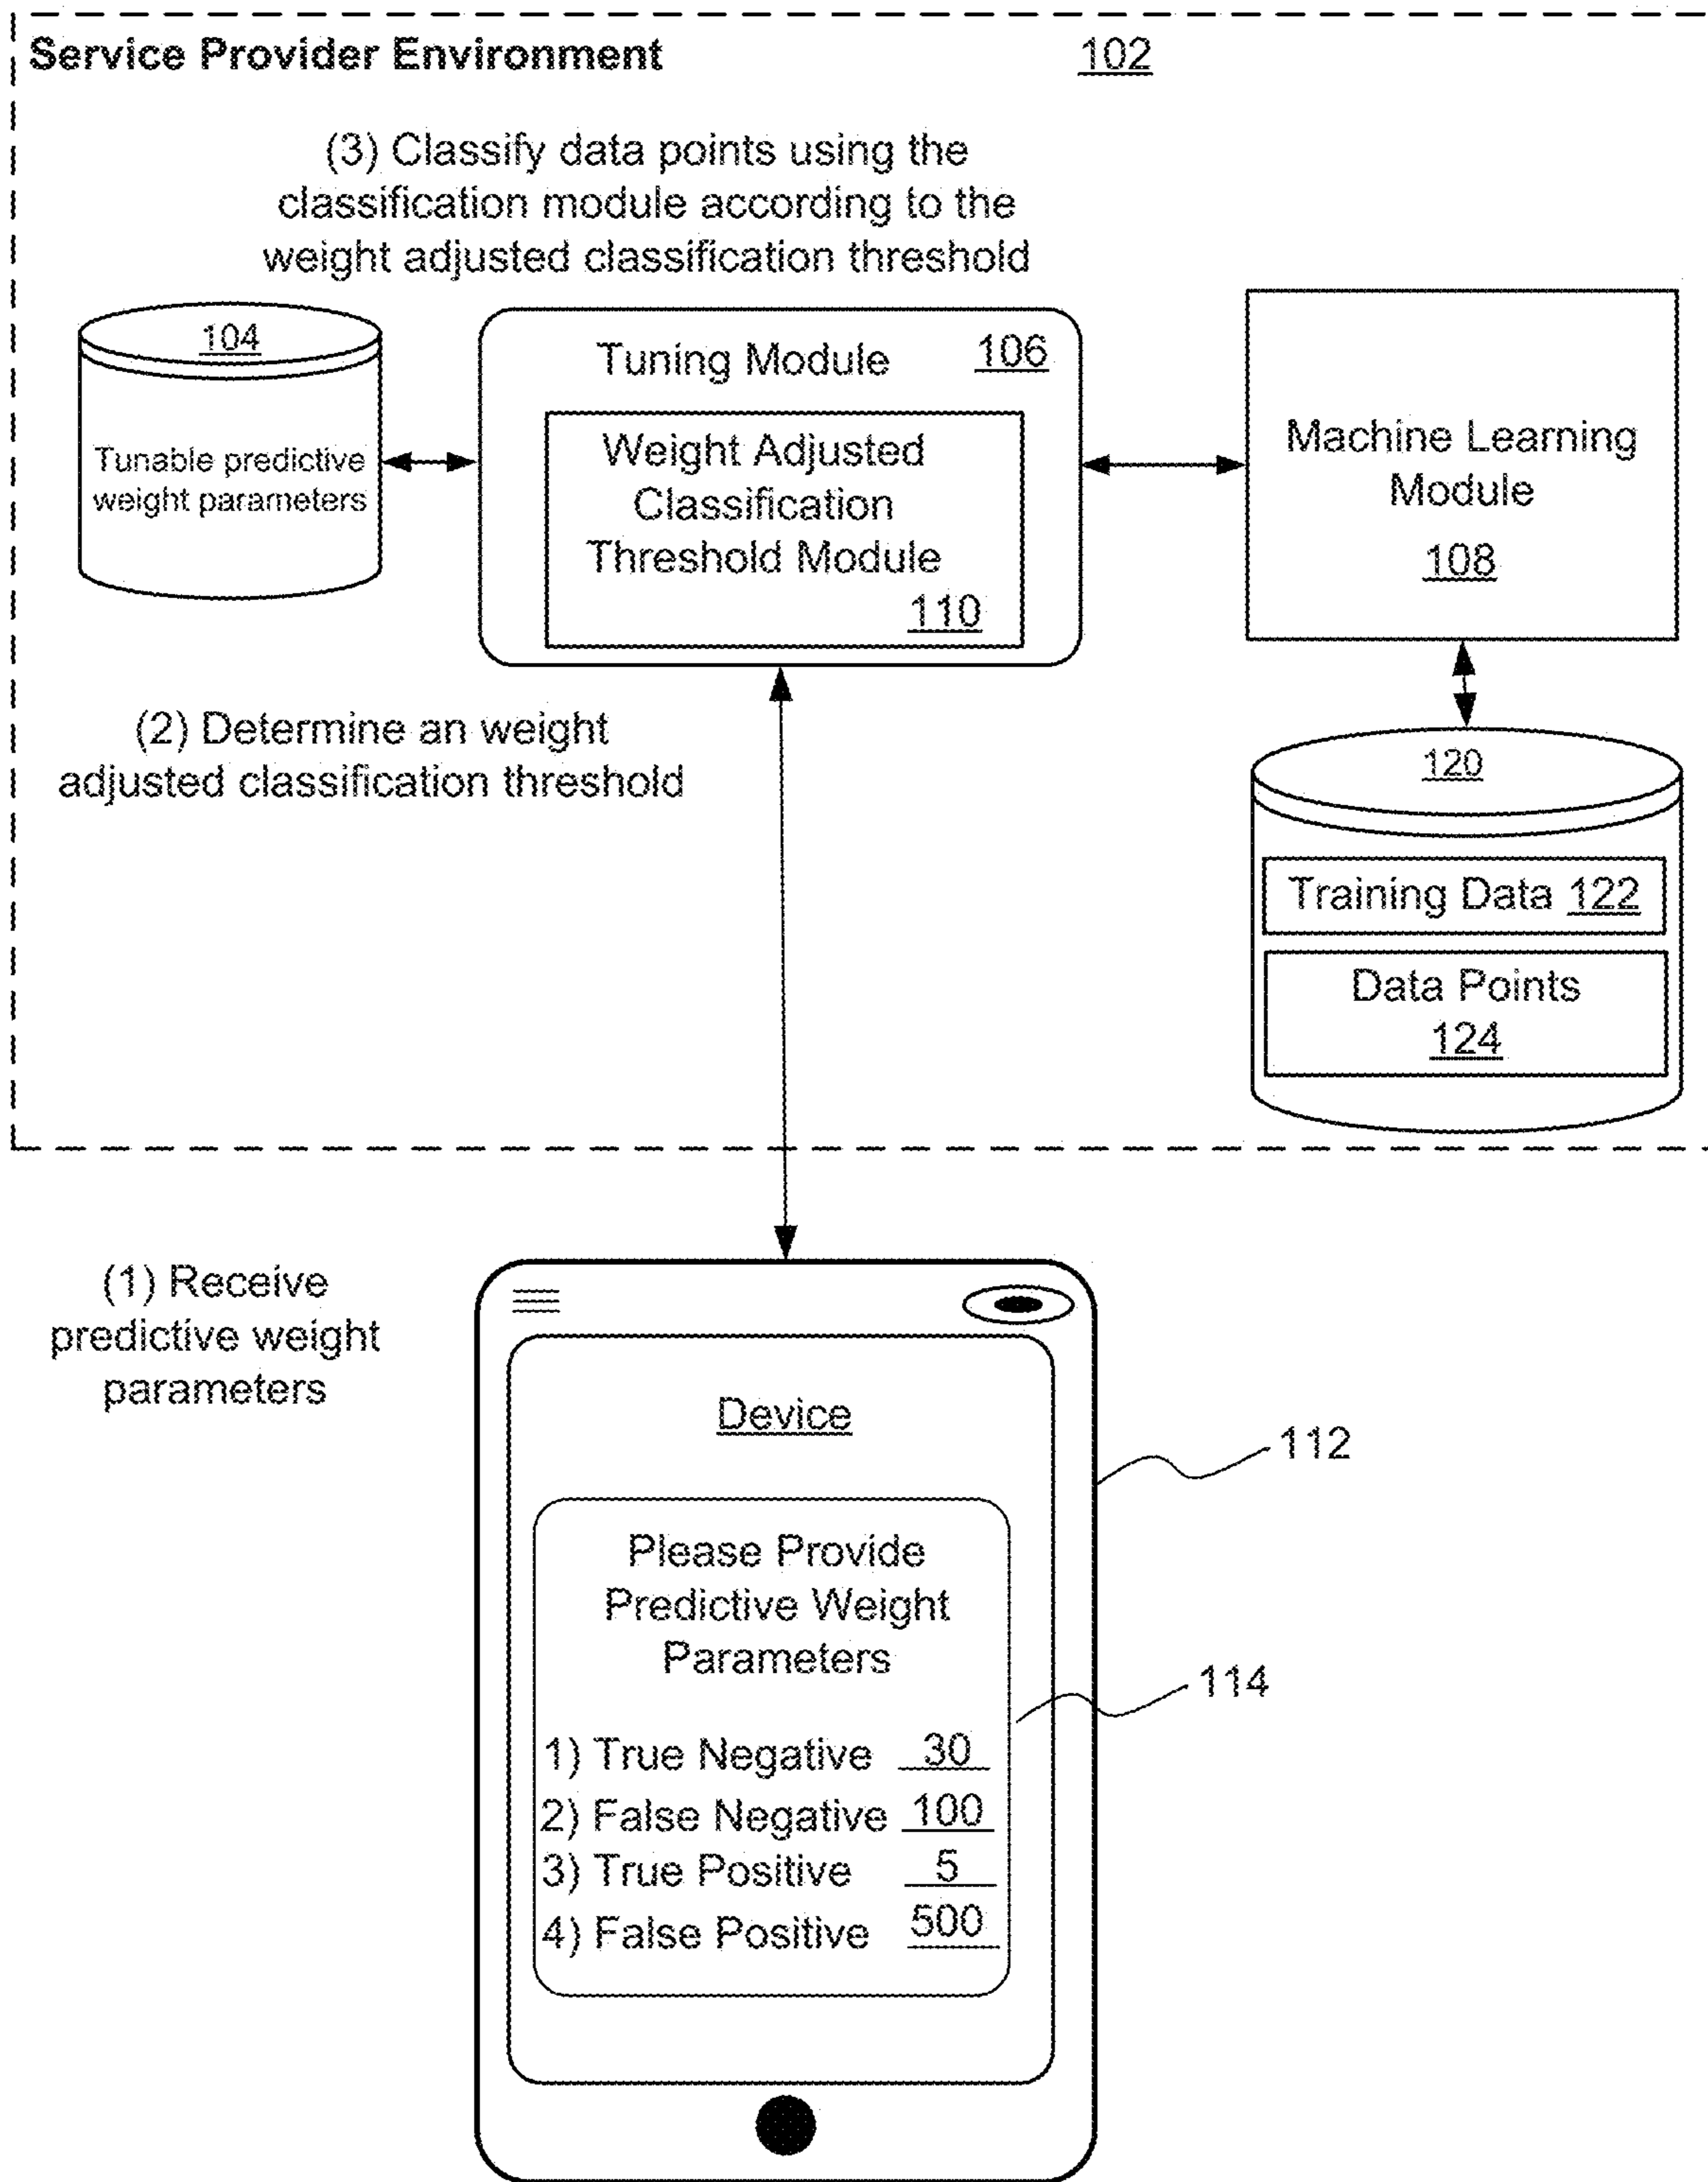 Service Provider Environment 102
(3) Classify data points using the
classification module according to the
weight adjusted classification threshold
104
Tunable predictive
weight parameters
Tuning Module 106
Weight Adjusted
Classification
Threshold Module
110
Machine Learning
Module
108
(2) Determine an weight
adjusted classification threshold
120
Training Data 122
Data Points
124
(1) Receive
predictive weight
parameters
Device
112
Please Provide
Predictive Weight
Parameters
114
1) True Negative 30
2) False Negative 100
3) True Positive 5
4) False Positive 500